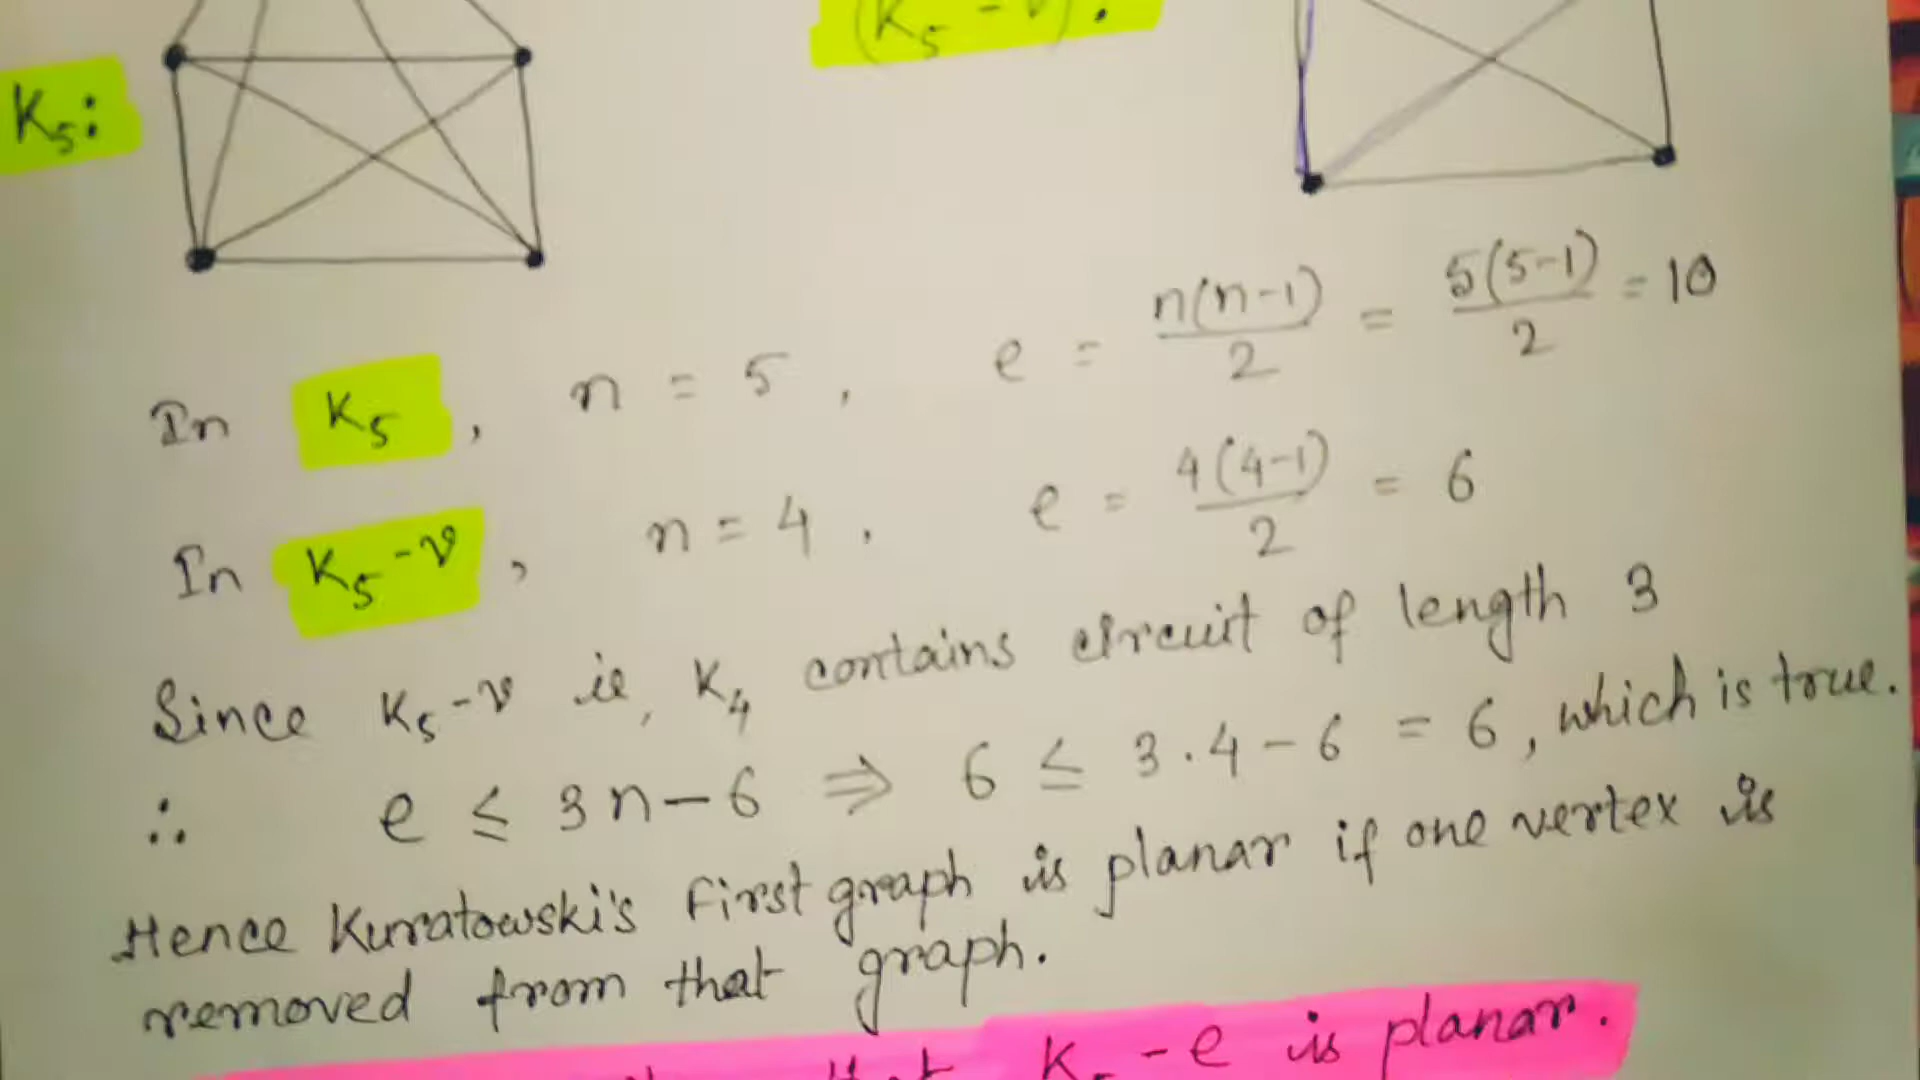 (K₅ - v).
K₅:
In K₅, n = 5, e = n(n-1)/2 = 5(5-1)/2 = 10
In K₅-v, n = 4. e = 4(4-1)/2 = 6
Since K₅-v ie, K₄ contains circuit of length 3
∴ e ≤ 3n-6 ⇒ 6 ≤ 3.4-6 = 6, which is true.
Hence Kuratowski's First graph is planar if one vertex is
removed from that graph.
K₅-e is planar.